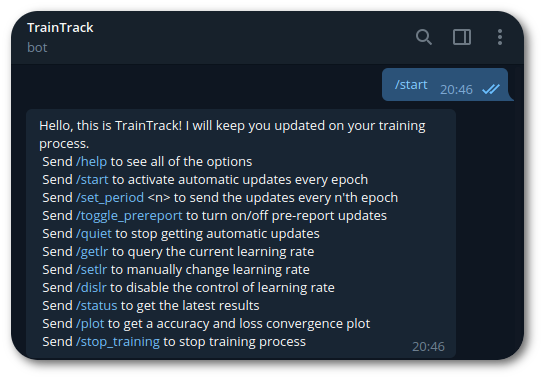 TrainTrack
bot
/start 20:46
Hello, this is TrainTrack! I will keep you updated on your training
process.
Send /help to see all of the options
Send /start to activate automatic updates every epoch
Send /set_period <n> to send the updates every n'th epoch
Send /toggle_prereport to turn on/off pre-report updates
Send /quiet to stop getting automatic updates
Send /getlr to query the current learning rate
Send /setlr to manually change learning rate
Send /dislr to disable the control of learning rate
Send /status to get the latest results
Send /plot to get a accuracy and loss convergence plot
Send /stop_training to stop training process
20:46